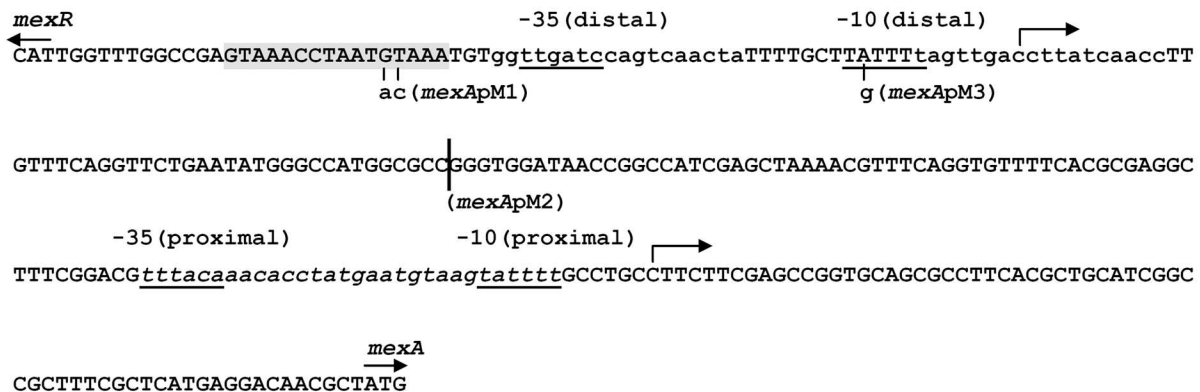 mexR -35(distal) -10(distal)
CATTGGTTTGGCCGAGTAAACCTAATGTAAATGTggttgatccagtcaactaTTTTGCTTATTTtagttgaccttatcaaccTT
ac(mexApM1) g(mexApM3)
GTTTCAGGTTCTGAATATGGGCCATGGCGCCGGGTGGATAACCGGCCATCGAGCTAAAACGTTTCAGGTGTTTTCACGCGAGGC
(mexApM2)
-35(proximal) -10(proximal)
TTTCGGACGtttacaaacacctatgaatgtaagtattttGCCTGCCTTCTTCGAGCCGGTGCAGCGCCTTCACGCTGCATCGGC
mexA
CGCTTTCGCTCATGAGGACAACGCTATG